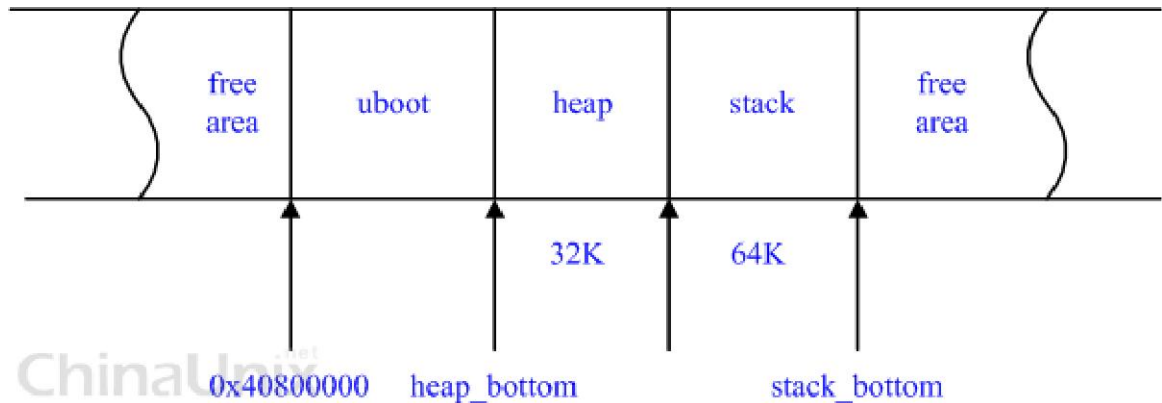 free
area
uboot
heap
stack
free
area
32K
64K
ChinaUnix.net
0x40800000
heap_bottom
stack_bottom